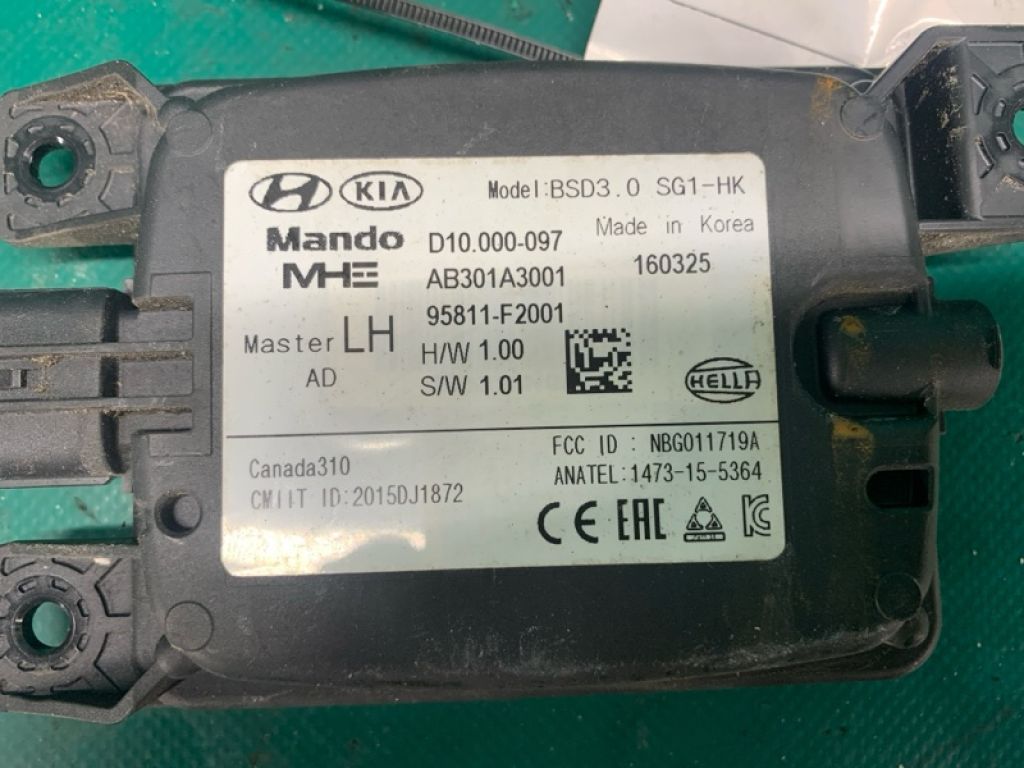 KIA
Model:BSD3.0 SG1-HK
Made in Korea
Mando D10.000-097
MHE AB301A3001 160325
95811-F2001
Master LH H/W 1.00
AD S/W 1.01
HELLA
FCC ID : NBG011719A
Canada310 ANATEL:1473-15-5364
CMIIT ID:2015DJ1872
CE EAC